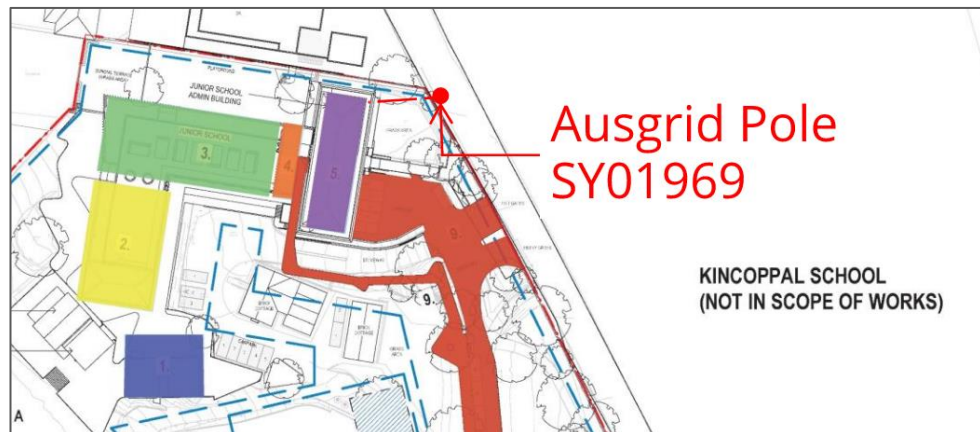 PLAYGROUND
JUNIOR SCHOOL
ADMIN BUILDING
JUNIOR SCHOOL
3.
4.
5.
Ausgrid Pole
SY01969
2.
9.
KINCOPPAL SCHOOL
(NOT IN SCOPE OF WORKS)
9.
1.
A